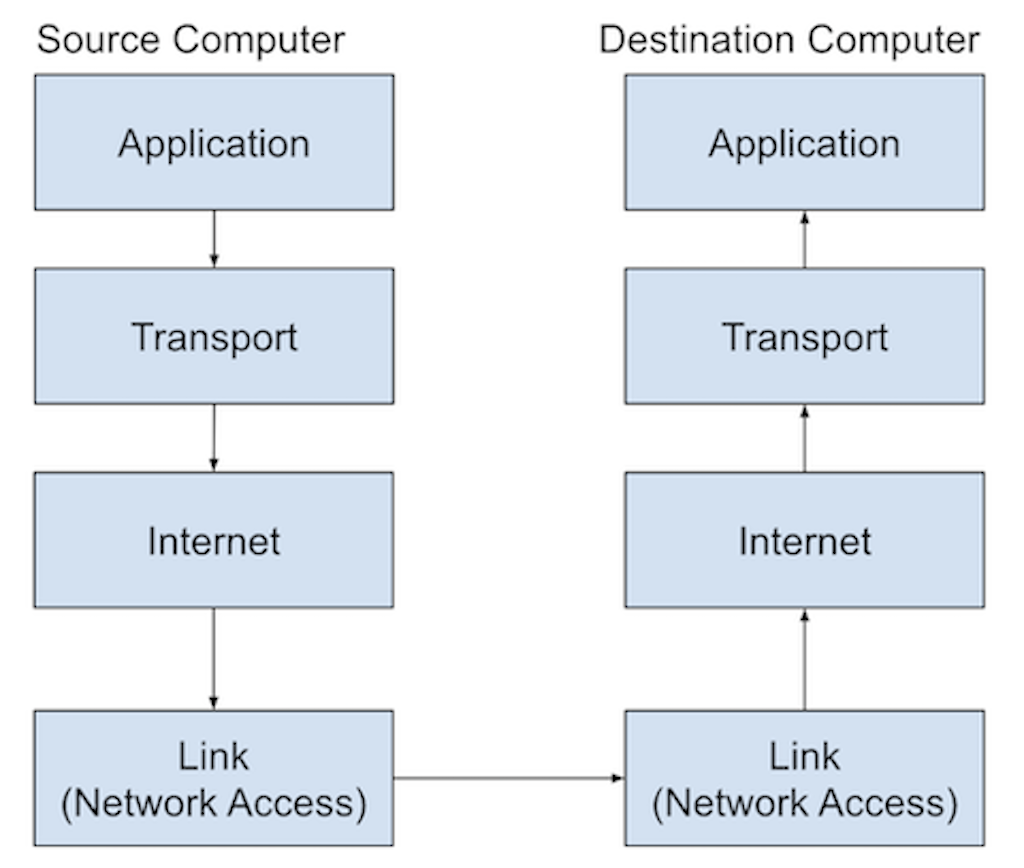 Source Computer
Application
Transport
Internet
Link
(Network Access)
Destination Computer
Application
Transport
Internet
Link
(Network Access)